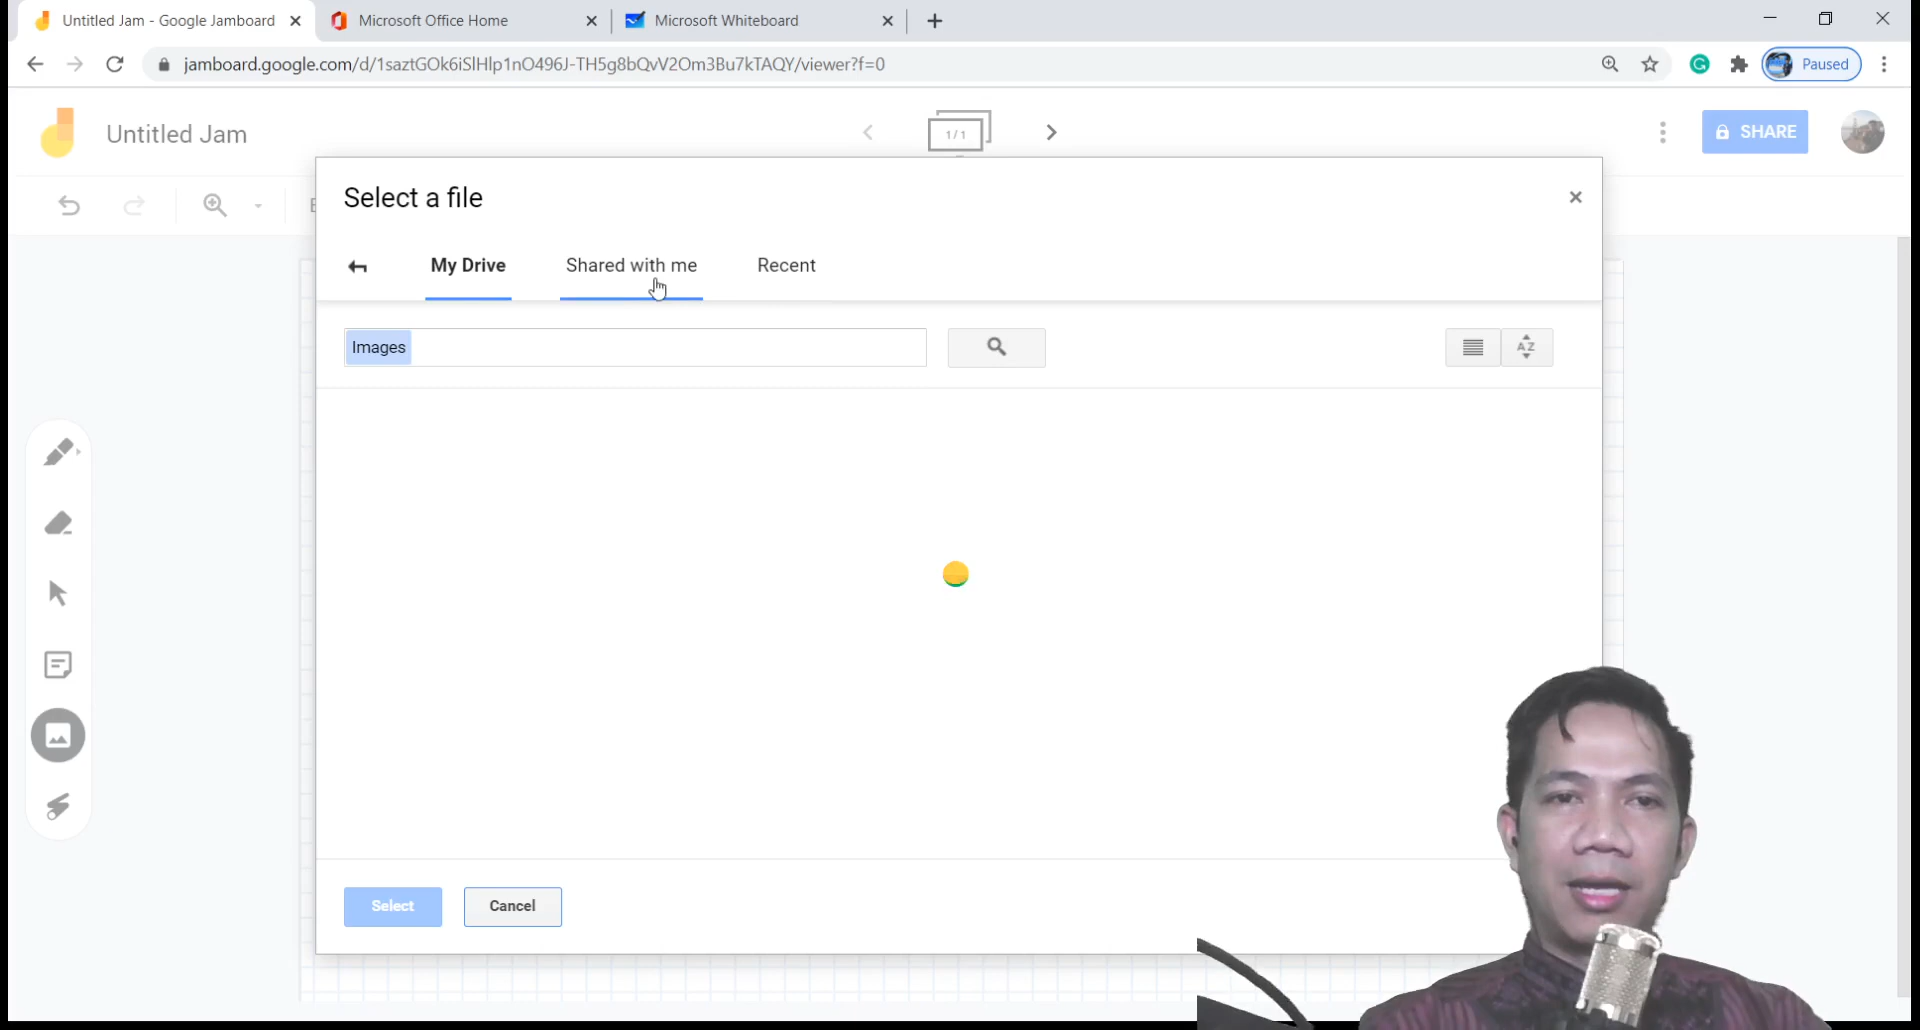 Untitled Jam - Google Jamboard
Microsoft Office Home
Microsoft Whiteboard
jamboard.google.com/d/1saztGOk6iSlHlp1nO496J-TH5g8bQvV2Om3Bu7kTAQY/viewer?f=0
Paused
Untitled Jam
1 / 1
SHARE
Select a file
My Drive
Shared with me
Recent
Images
AZ
Select
Cancel